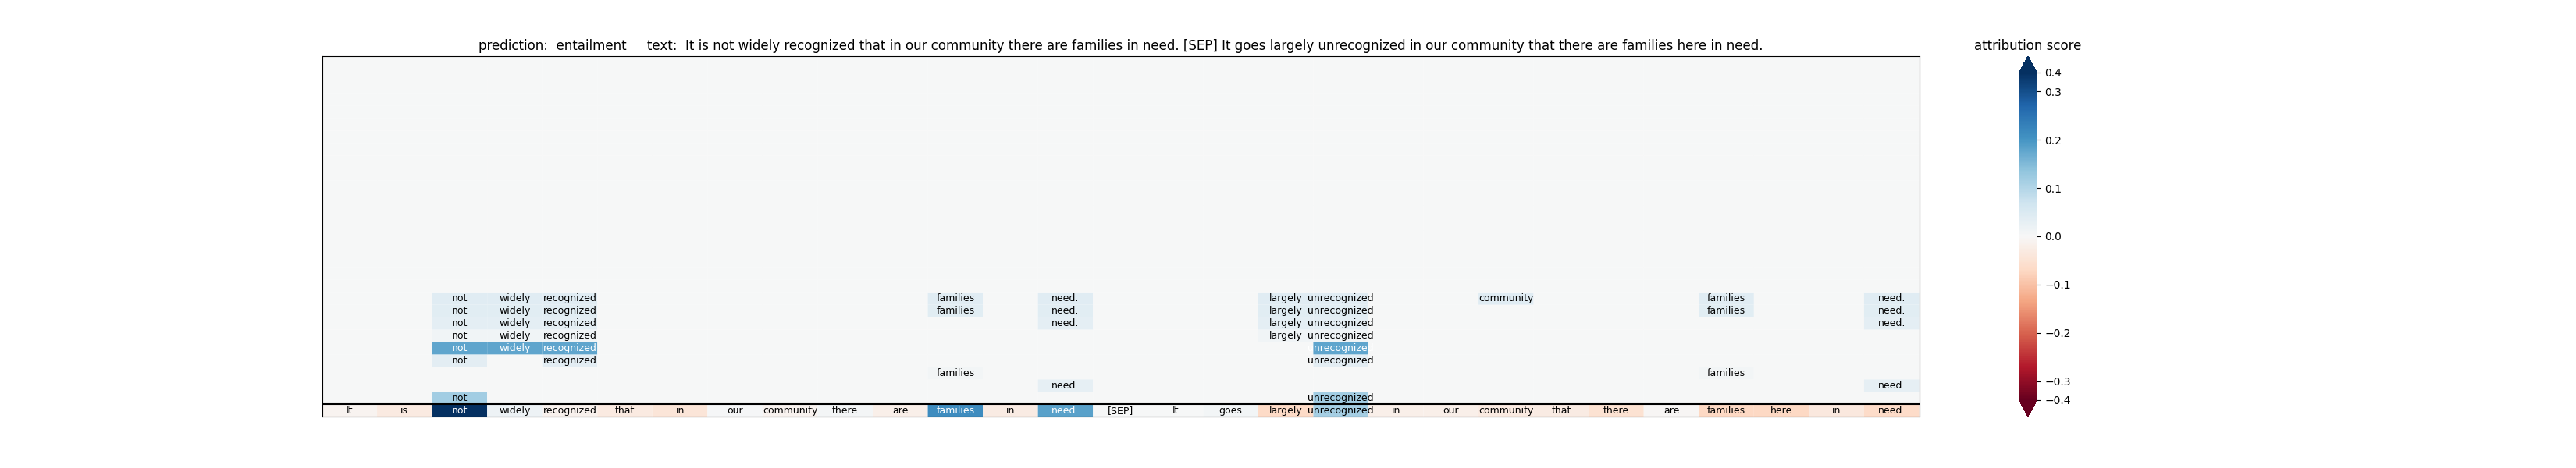 prediction: entailment text: It is not widely recognized that in our community there are families in need. [SEP] It goes largely unrecognized in our community that there are families here in need.
attribution score
0.4
0.3
0.2
0.1
0.0
−0.1
−0.2
−0.3
−0.4
not widely recognized families need. largely unrecognized community families need.
not widely recognized families need. largely unrecognized families need.
not widely recognized need. largely unrecognized need.
not widely recognized largely unrecognized
not widely recognized nrecognize
not recognized unrecognized
families families
need. need.
not unrecognized
It is not widely recognized that in our community there are families in need. [SEP] It goes largely unrecognized in our community that there are families here in need.